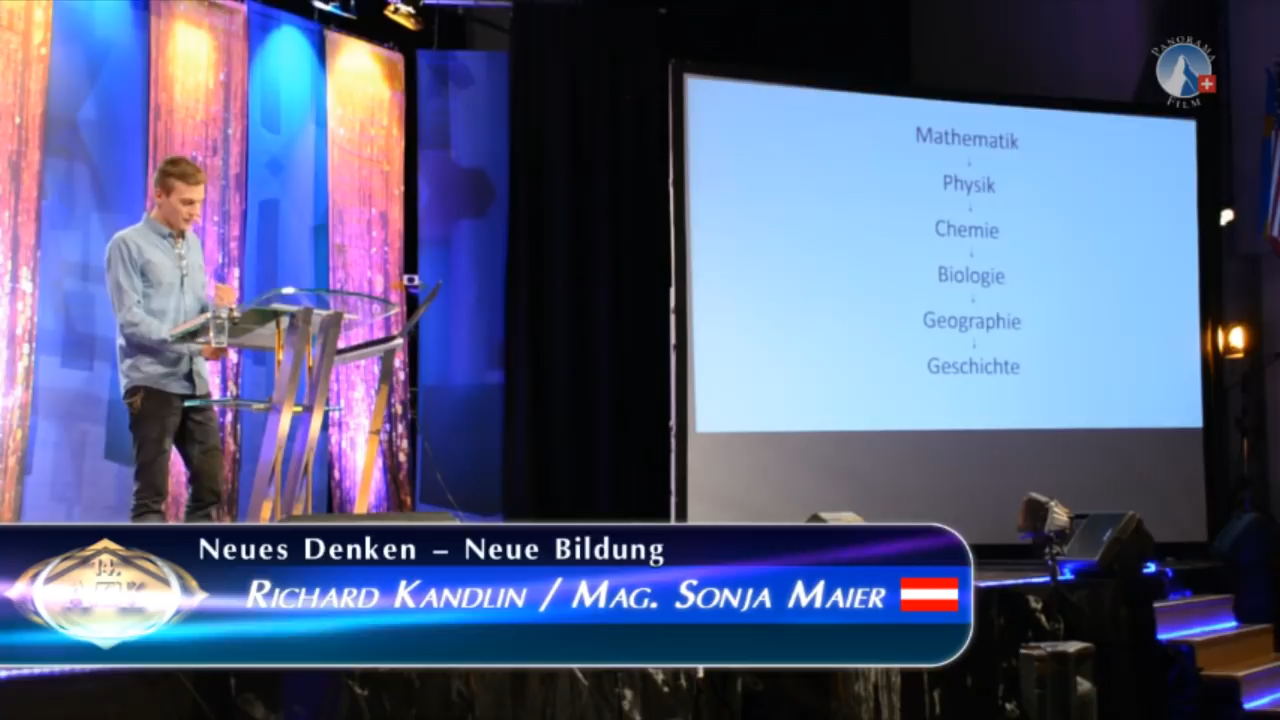 PANORAMA
FILM
Mathematik
↓
Physik
↓
Chemie
↓
Biologie
↓
Geographie
↓
Geschichte
Neues Denken – Neue Bildung
RICHARD KANDLIN / MAG. SONJA MAIER